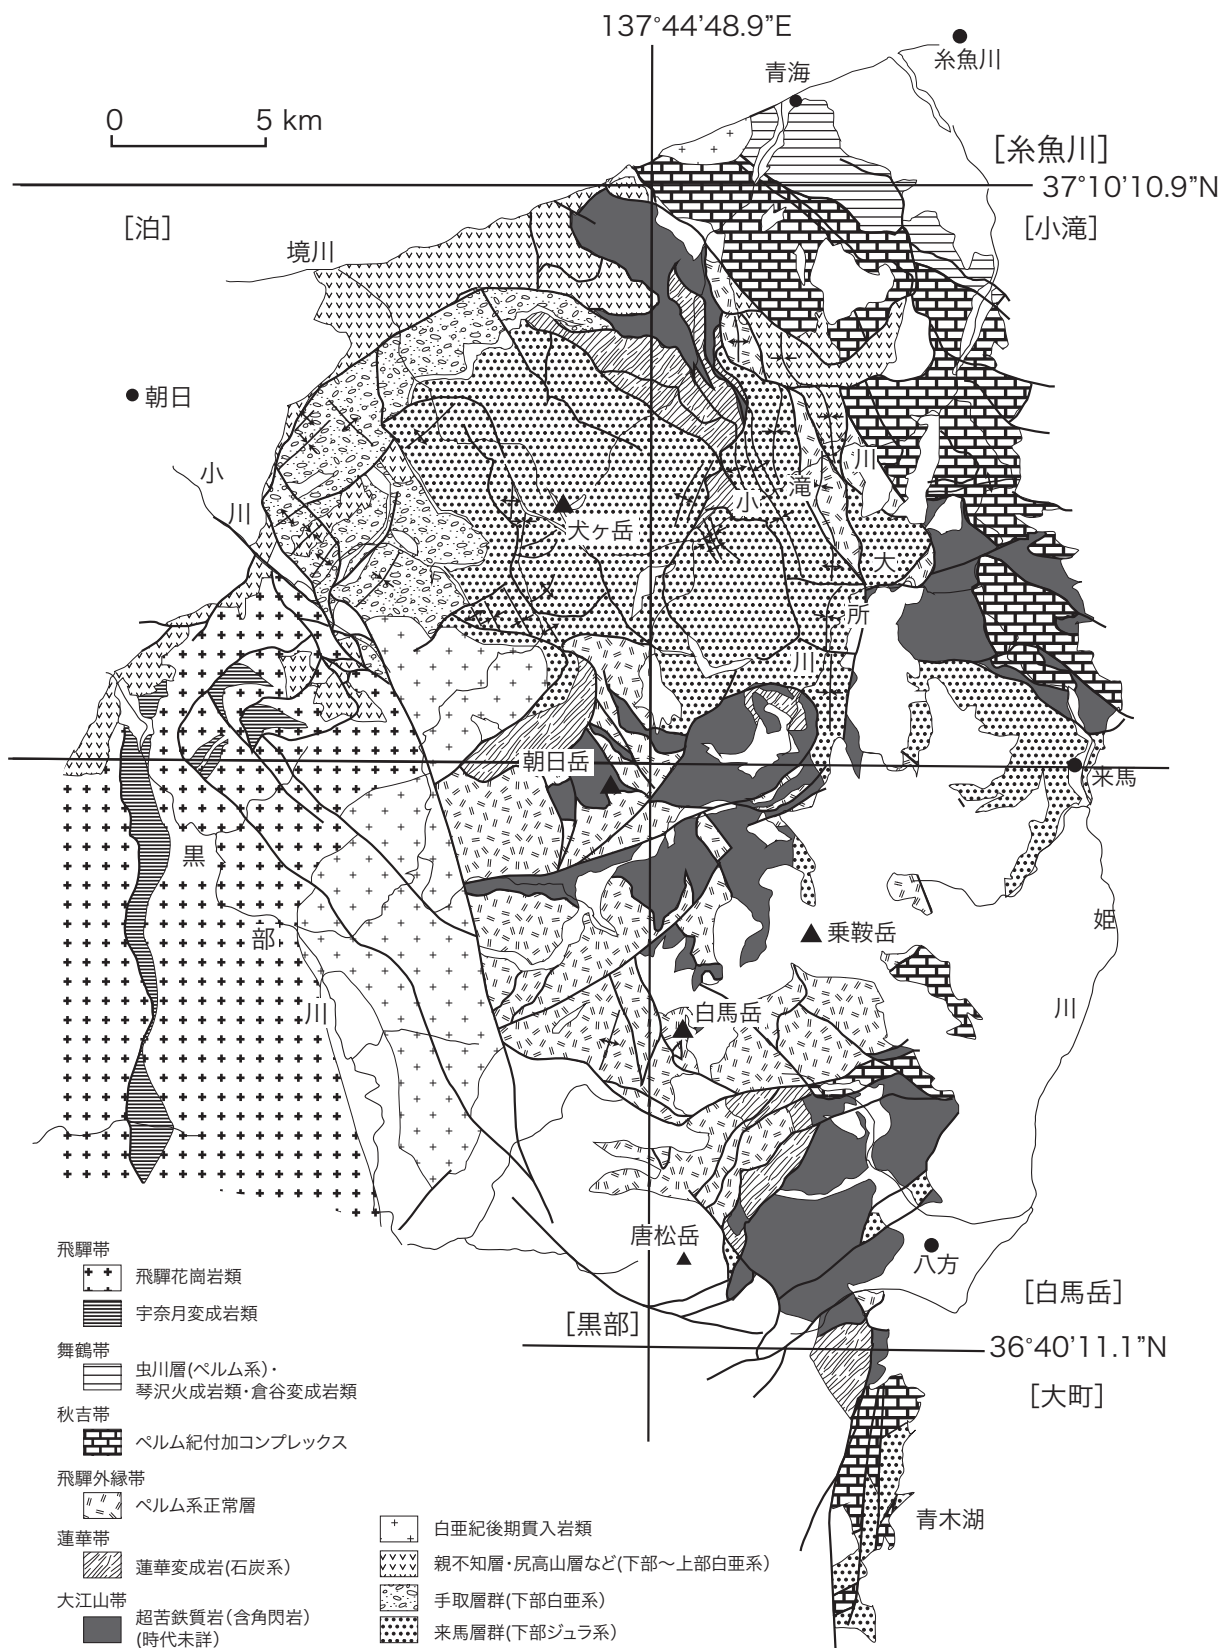 137°44'48.9"E
糸魚川
青海
0 5 km
[糸魚川]
37°10'10.9"N
[泊]
[小滝]
境川
朝日
小
川
川
滝
小
犬ヶ岳
大
所
川
朝日岳
来馬
黒
部
川
乗鞍岳
姫
川
白馬岳
唐松岳
八方
[白馬岳]
[黒部]
36°40'11.1"N
[大町]
青木湖
飛騨帯
飛騨花崗岩類
宇奈月変成岩類
舞鶴帯
虫川層(ペルム系)・
琴沢火成岩類・倉谷変成岩類
秋吉帯
ペルム紀付加コンプレックス
飛騨外縁帯
ペルム系正常層
蓮華帯
蓮華変成岩(石炭系)
大江山帯
超苦鉄質岩(含角閃岩)
(時代未詳)
白亜紀後期貫入岩類
親不知層・尻高山層など(下部〜上部白亜系)
手取層群(下部白亜系)
来馬層群(下部ジュラ系)